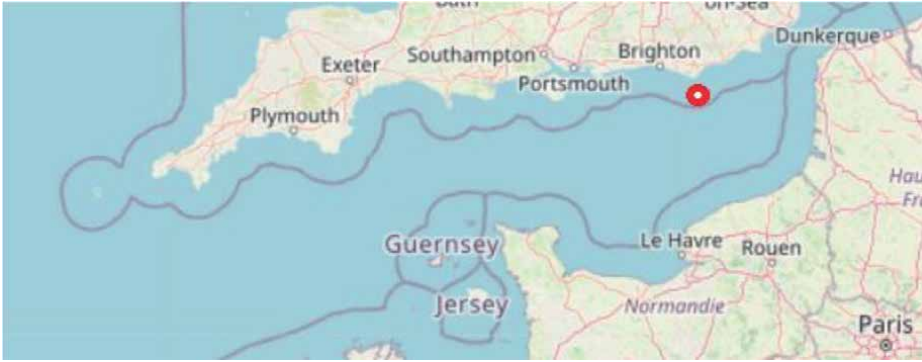 Bath
on-Sea
Dunkerque
Southampton
Brighton
Exeter
Portsmouth
Plymouth
Hau
Fr
Guernsey
Le Havre
Rouen
Jersey
Normandie
Paris